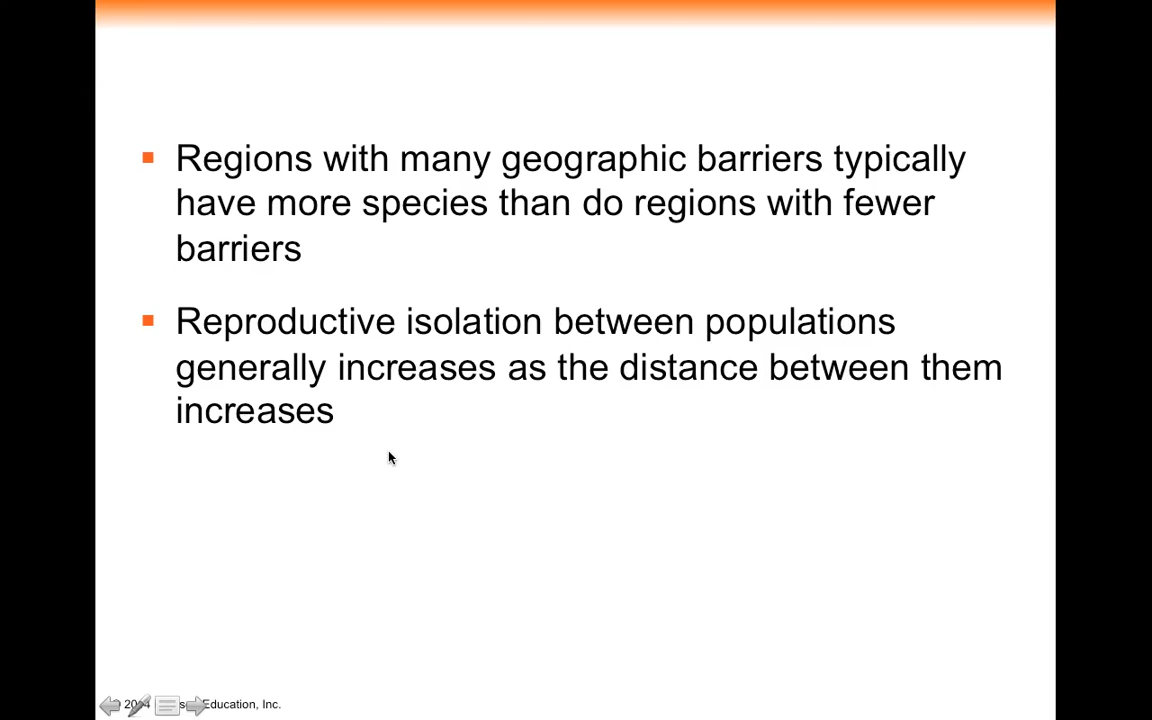 Regions with many geographic barriers typically
have more species than do regions with fewer
barriers
Reproductive isolation between populations
generally increases as the distance between them
increases
Education, Inc.